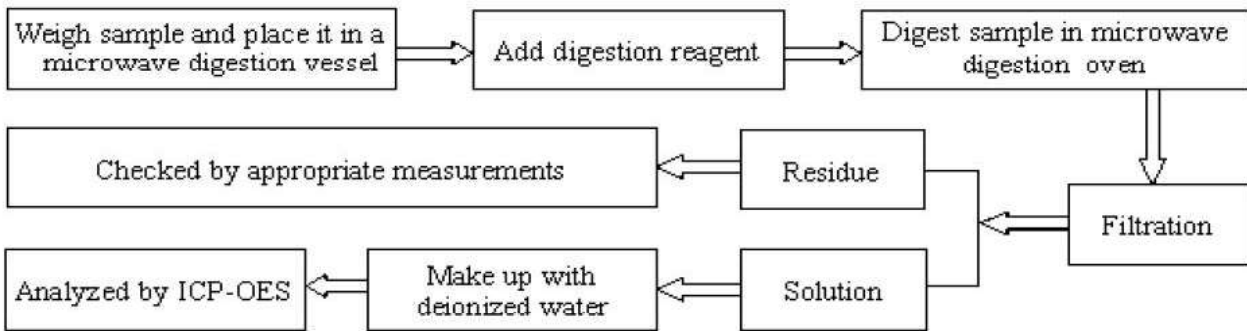 Weigh sample and place it in a
microwave digestion vessel
Add digestion reagent
Digest sample in microwave
digestion oven
Checked by appropriate measurements
Residue
Filtration
Analyzed by ICP-OES
Make up with
deionized water
Solution